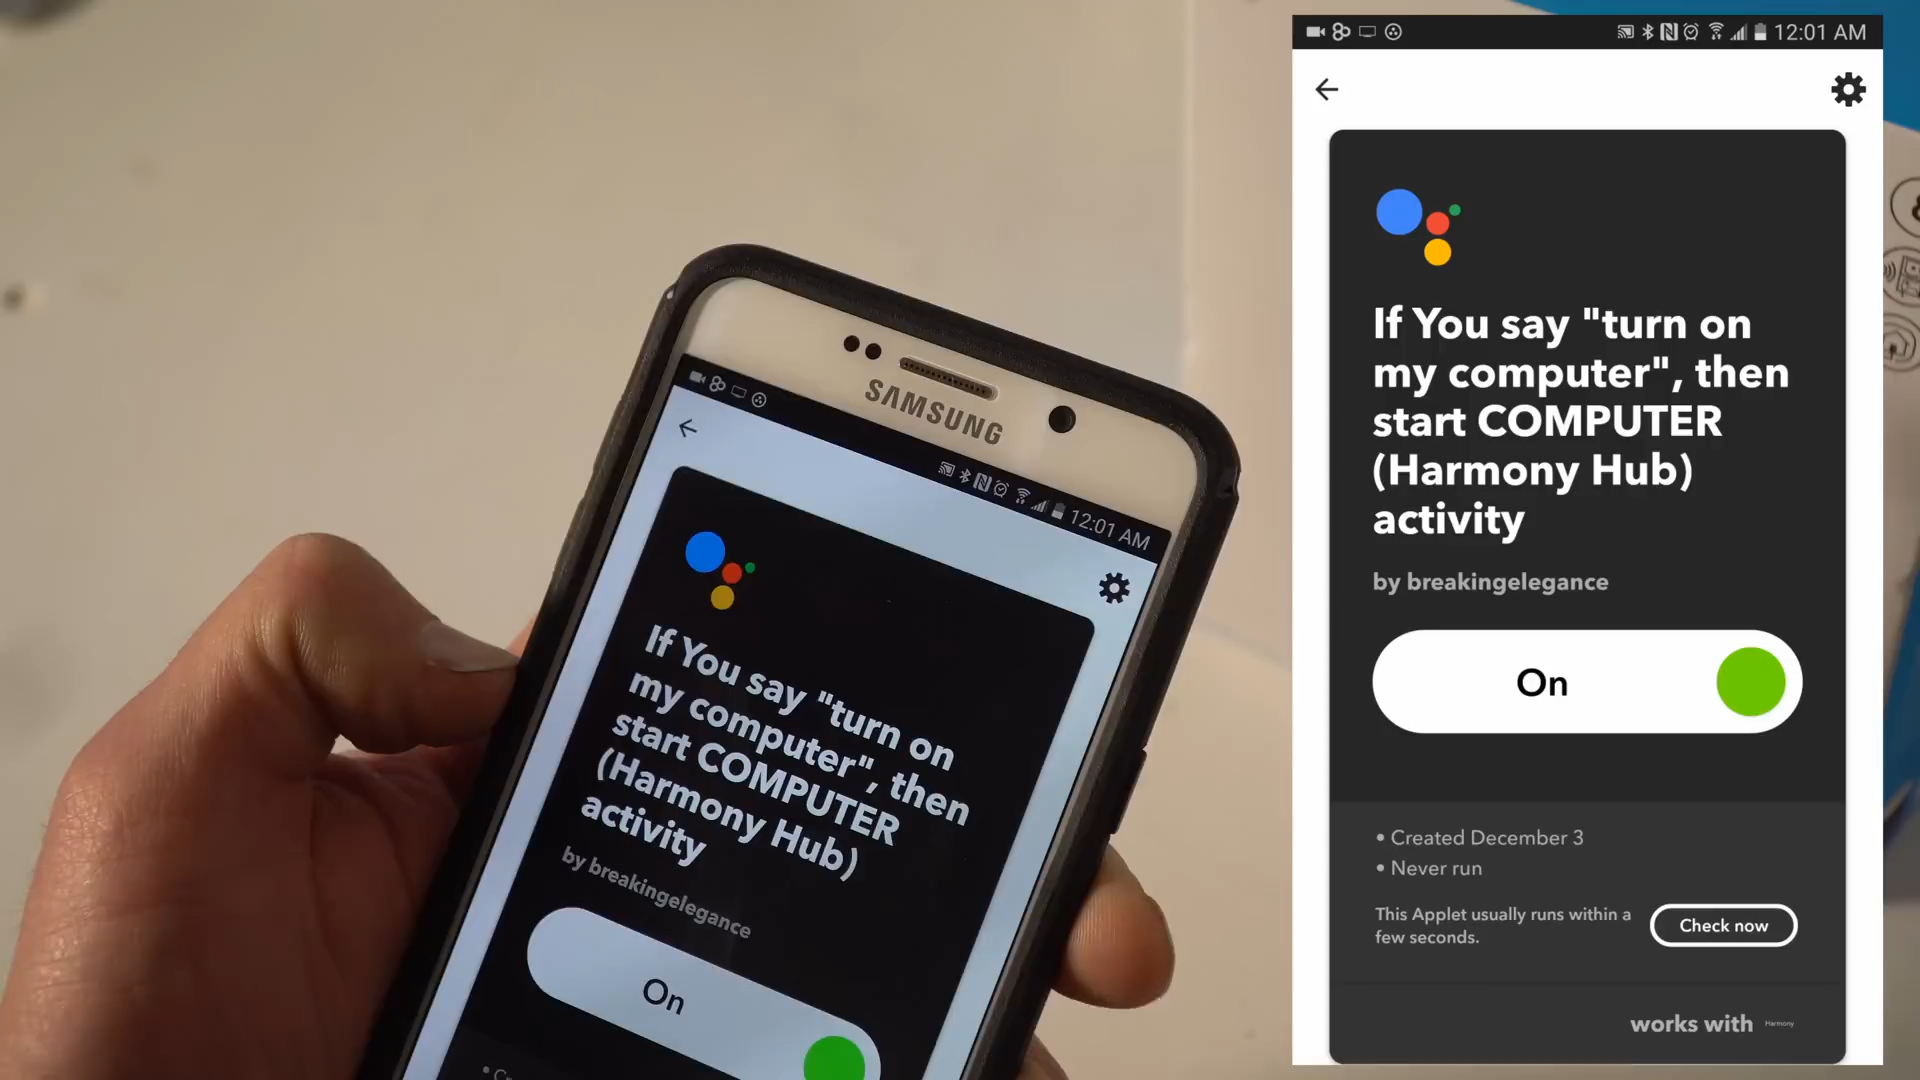 SAMSUNG
12:01 AM
If You say "turn on
my computer", then
start COMPUTER
(Harmony Hub)
activity
by breakingelegance
On
12:01 AM
If You say "turn on
my computer", then
start COMPUTER
(Harmony Hub)
activity
by breakingelegance
On
• Created December 3
• Never run
This Applet usually runs within a
few seconds.
Check now
works with Harmony